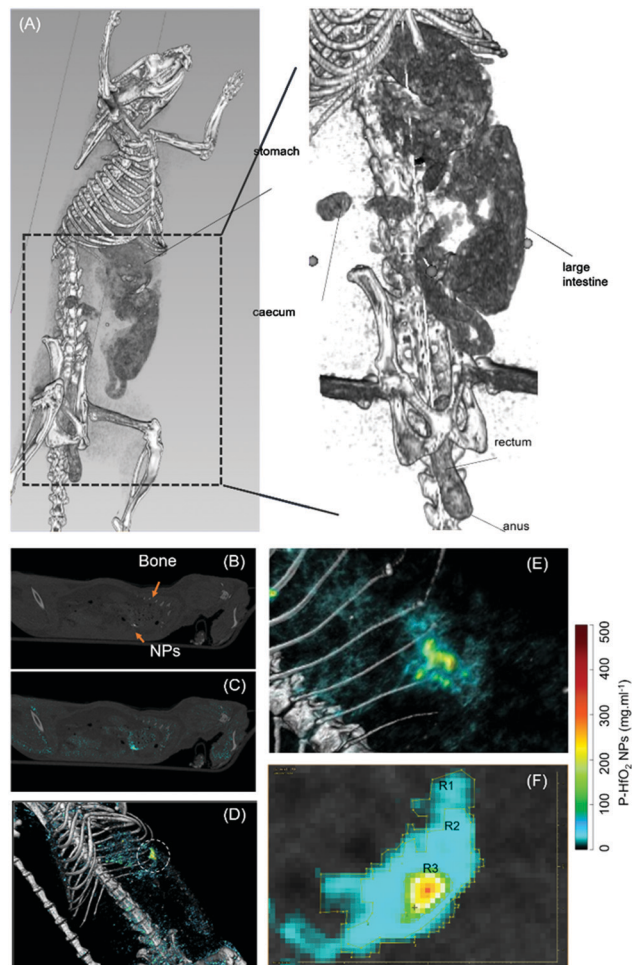 (A)
stomach
caecum
large
intestine
rectum
anus
(B)
Bone
NPs
(C)
(D)
(E)
(F)
R1
R2
R3
500
400
300
200
100
0
P-HfO₂ NPs (mg.ml⁻¹)